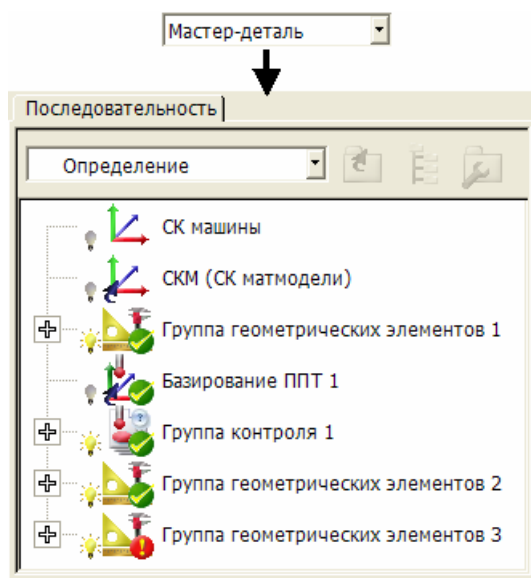 Мастер-деталь
Последовательность
Определение
СК машины
СКМ (СК матмодели)
Группа геометрических элементов 1
Базирование ППТ 1
Группа контроля 1
Группа геометрических элементов 2
Группа геометрических элементов 3